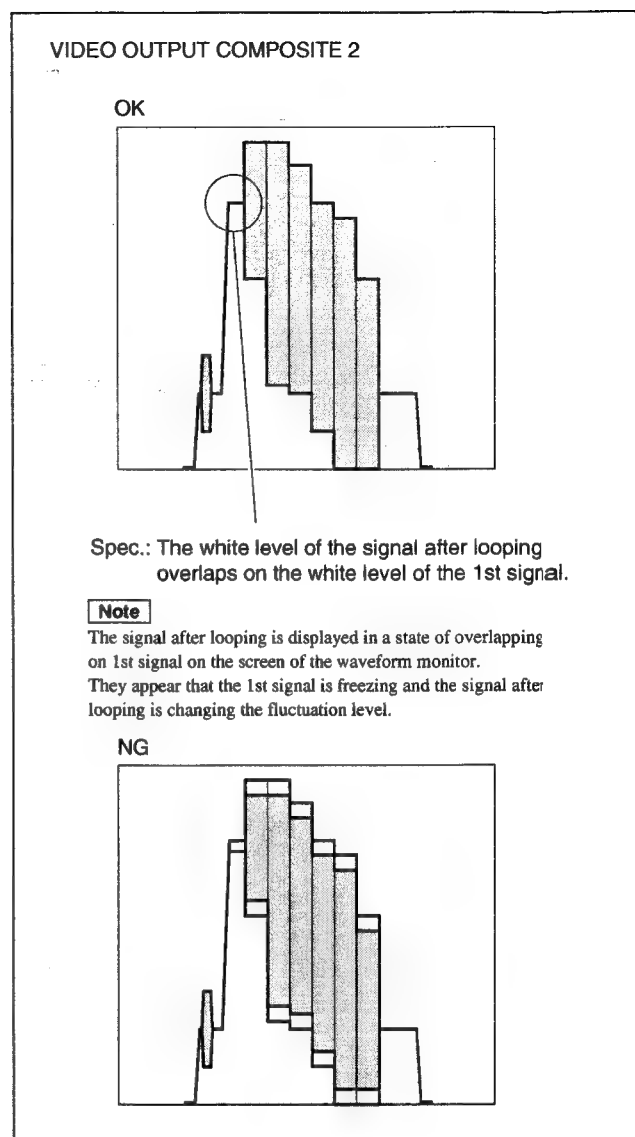 VIDEO OUTPUT COMPOSITE 2
OK
Spec.: The white level of the signal after looping
overlaps on the white level of the 1st signal.
Note
The signal after looping is displayed in a state of overlapping
on 1st signal on the screen of the waveform monitor.
They appear that the 1st signal is freezing and the signal after
looping is changing the fluctuation level.
NG